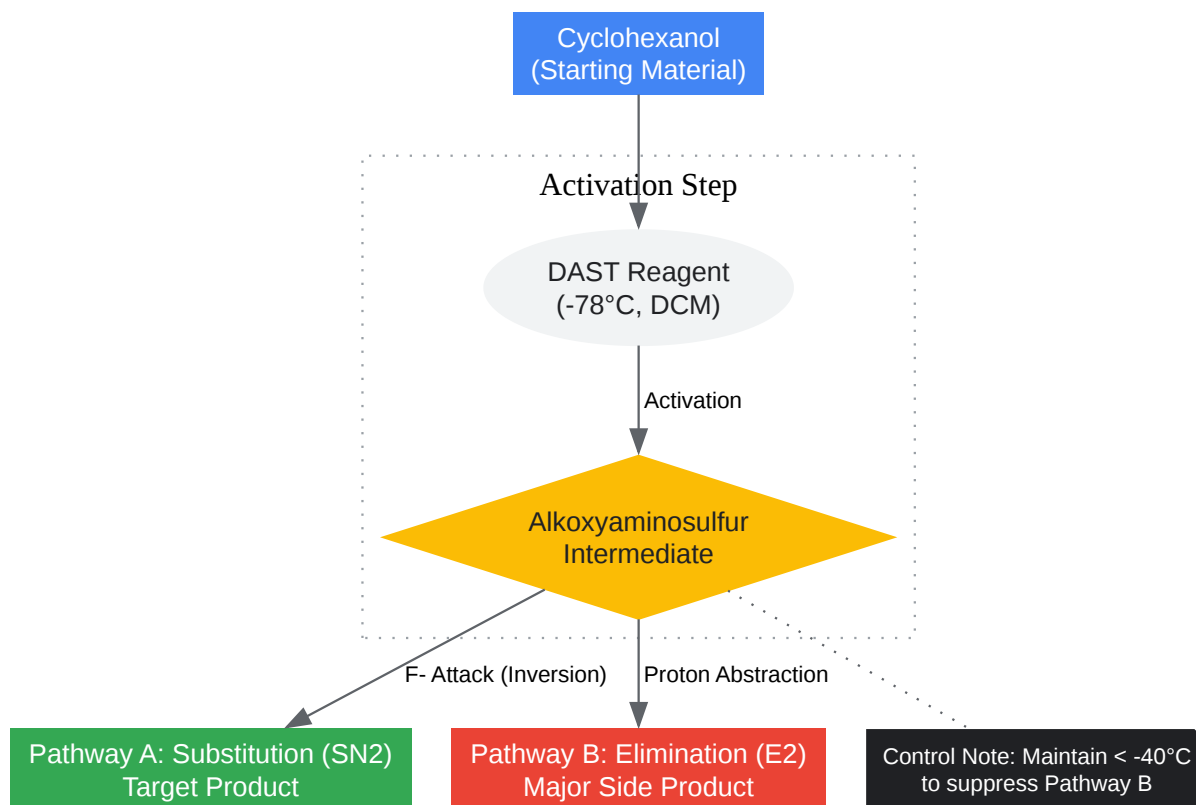 Cyclohexanol
(Starting Material)
Activation Step
DAST Reagent
(-78°C, DCM)
Activation
Alkoxyaminosulfur
Intermediate
F- Attack (Inversion)
Proton Abstraction
Pathway A: Substitution (SN2)
Target Product
Pathway B: Elimination (E2)
Major Side Product
Control Note: Maintain < -40°C
to suppress Pathway B